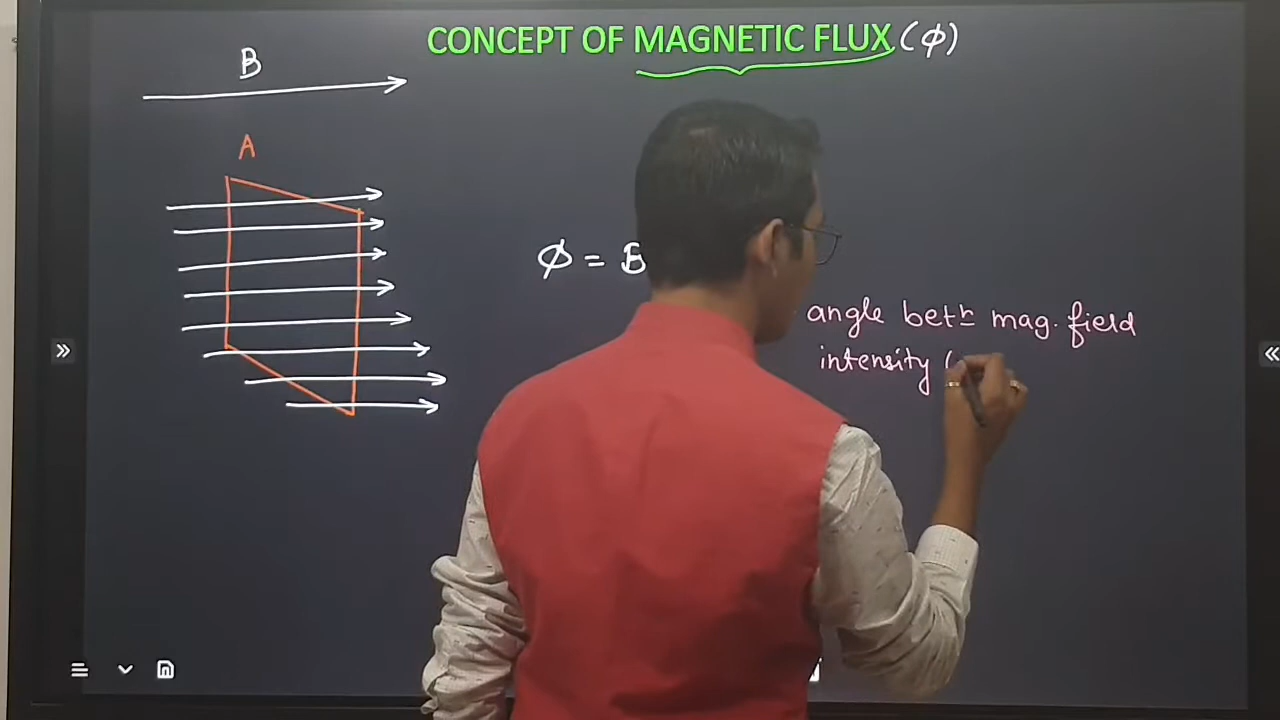 CONCEPT OF MAGNETIC FLUX (ϕ)
B
A
ϕ = B
angle betn mag. field
intensity (